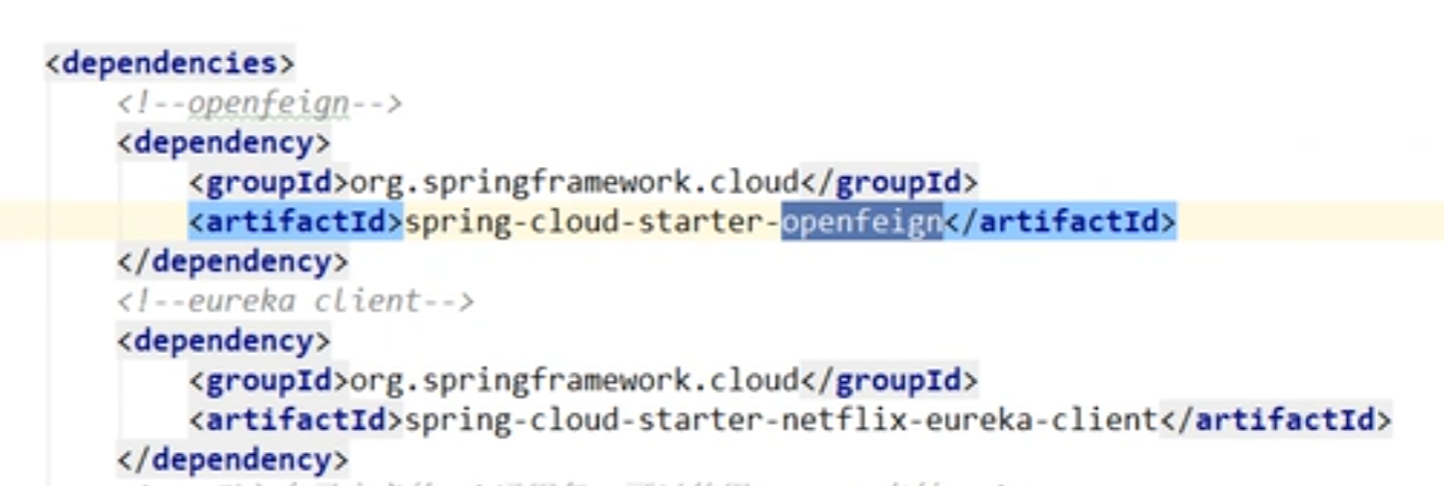 <dependencies>
<!--openfeign-->
<dependency>
<groupId>org.springframework.cloud</groupId>
<artifactId>spring-cloud-starter-openfeign</artifactId>
</dependency>
<!--eureka client-->
<dependency>
<groupId>org.springframework.cloud</groupId>
<artifactId>spring-cloud-starter-netflix-eureka-client</artifactId>
</dependency>